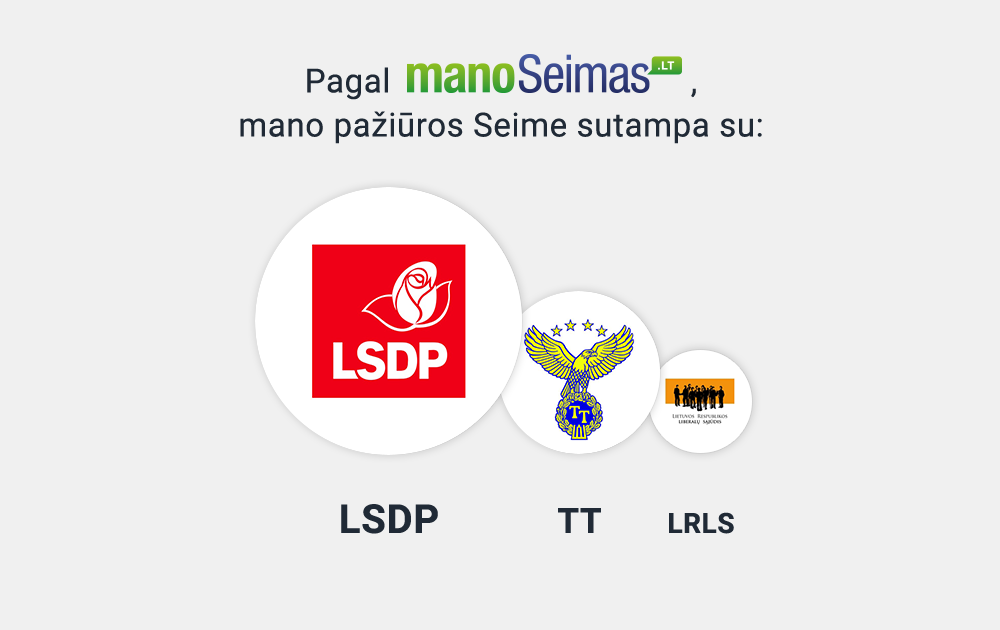 Pagal manoSeimas.LT,
mano pažiūros Seime sutampa su:
LSDP
TT
LIETUVOS RESPUBLIKOS
LIBERALŲ SĄJŪDIS
LSDP
TT
LRLS